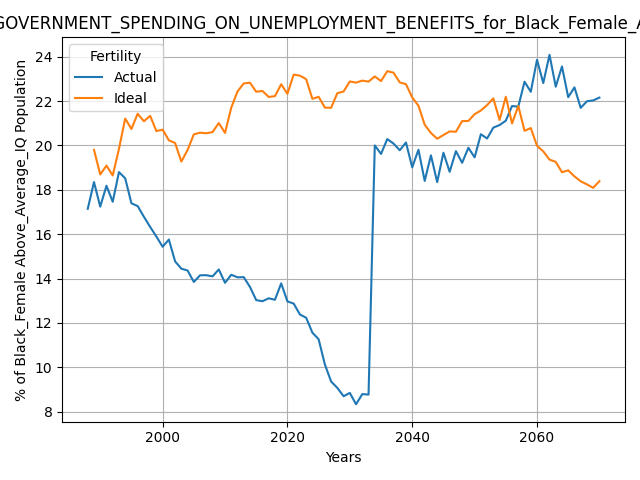 GOVERNMENT_SPENDING_ON_UNEMPLOYMENT_BENEFITS_for_Black_Female_A
Fertility
Actual
Ideal
% of Black_Female Above_Average_IQ Population
24
22
20
18
16
14
12
10
8
2000 2020 2040 2060
Years